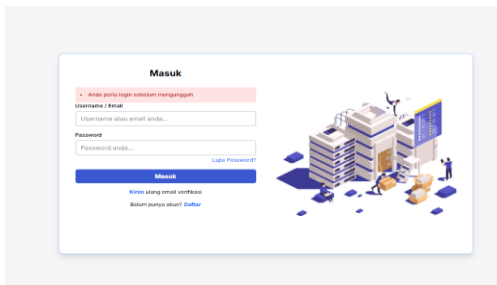 Masuk
Anda perlu login sebelum mengunggah
Username / Email
Username atau email anda...
Password
Password anda...
Lupa Password?
Masuk
Kirim ulang email verifikasi
Belum punya akun? Daftar